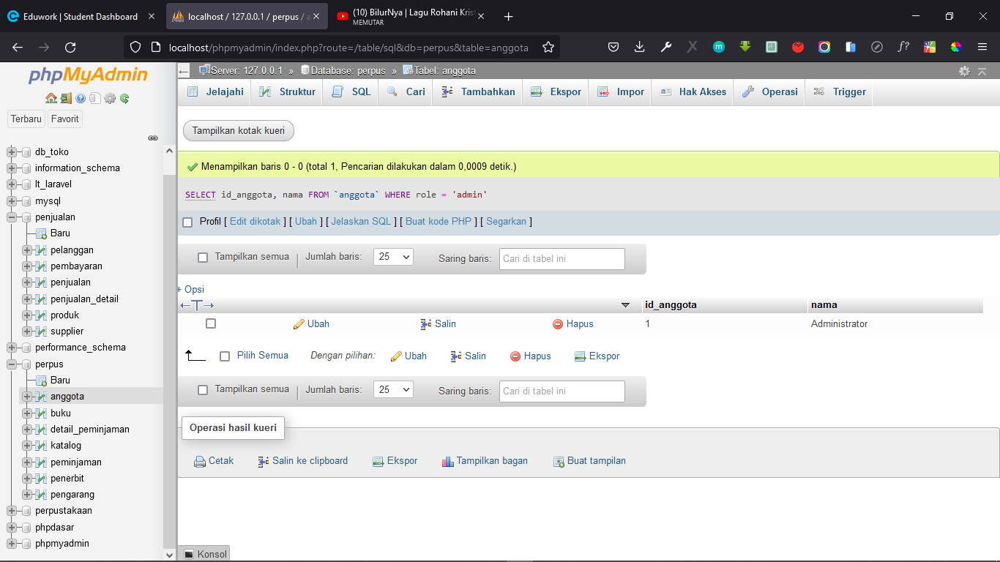 Eduwork | Student Dashboard
localhost / 127.0.0.1 / perpus / a
(10) BilurNya | Lagu Rohani Krist
MEMUTAR
localhost/phpmyadmin/index.php?route=/table/sql&db=perpus&table=anggota
phpMyAdmin
Terbaru Favorit
db_toko
information_schema
lt_laravel
mysql
penjualan
Baru
pelanggan
pembayaran
penjualan
penjualan_detail
produk
supplier
performance_schema
perpus
Baru
anggota
buku
detail_peminjaman
katalog
peminjaman
penerbit
pengarang
perpustakaan
phpdasar
phpmyadmin
Server: 127.0.0.1 » Database: perpus » Tabel: anggota
Jelajahi Struktur SQL Cari Tambahkan Ekspor Impor Hak Akses Operasi Trigger
Tampilkan kotak kueri
Menampilkan baris 0 - 0 (total 1, Pencarian dilakukan dalam 0,0009 detik.)
SELECT id_anggota, nama FROM `anggota` WHERE role = 'admin'
Profil [ Edit dikotak ] [ Ubah ] [ Jelaskan SQL ] [ Buat kode PHP ] [ Segarkan ]
Tampilkan semua | Jumlah baris: 25 Saring baris: Cari di tabel ini
+ Opsi
←T→ id_anggota nama
Ubah Salin Hapus 1 Administrator
Pilih Semua Dengan pilihan: Ubah Salin Hapus Ekspor
Tampilkan semua | Jumlah baris: 25 Saring baris: Cari di tabel ini
Operasi hasil kueri
Cetak Salin ke clipboard Ekspor Tampilkan bagan Buat tampilan
Konsol